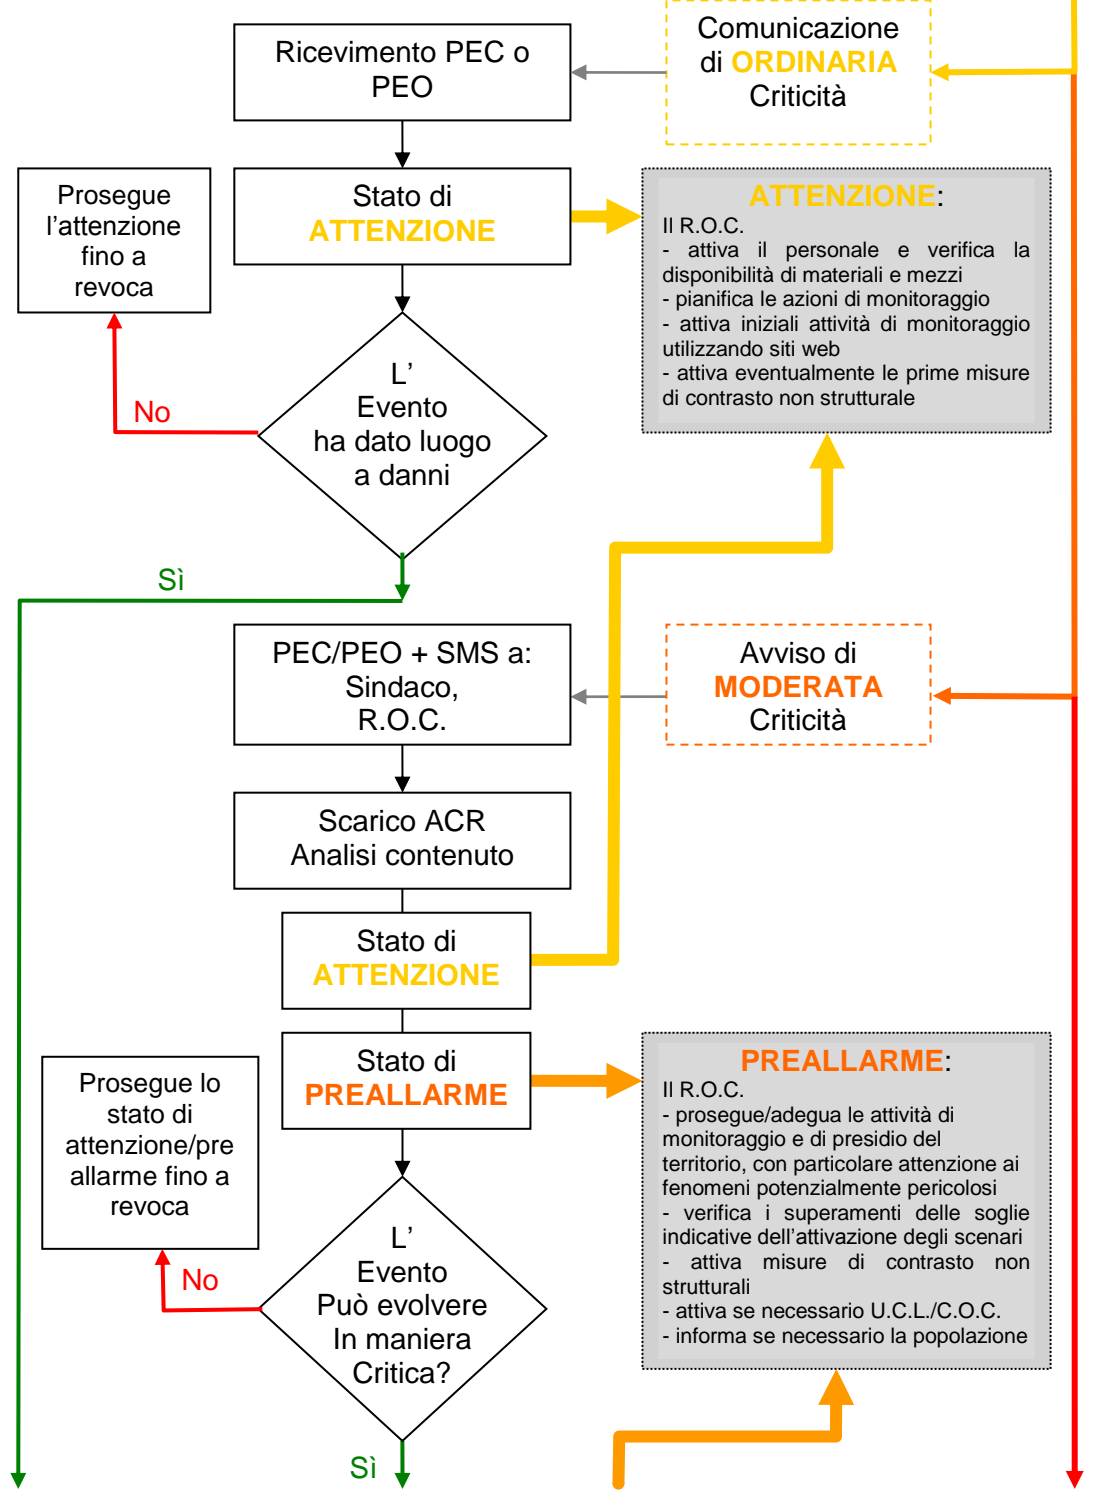 Comunicazione
di ORDINARIA
Criticità
Ricevimento PEC o
PEO
Stato di
ATTENZIONE
Prosegue
l'attenzione
fino a
revoca
ATTENZIONE:
Il R.O.C.
- attiva il personale e verifica la
disponibilità di materiali e mezzi
- pianifica le azioni di monitoraggio
- attiva iniziali attività di monitoraggio
utilizzando siti web
- attiva eventualmente le prime misure
di contrasto non strutturale
L'
Evento
ha dato luogo
a danni
No
Sì
PEC/PEO + SMS a:
Sindaco,
R.O.C.
Avviso di
MODERATA
Criticità
Scarico ACR
Analisi contenuto
Stato di
ATTENZIONE
Stato di
PREALLARME
Prosegue lo
stato di
attenzione/pre
allarme fino a
revoca
PREALLARME:
Il R.O.C.
- prosegue/adegua le attività di
monitoraggio e di presidio del
territorio, con particolare attenzione ai
fenomeni potenzialmente pericolosi
- verifica i superamenti delle soglie
indicative dell'attivazione degli scenari
- attiva misure di contrasto non
strutturali
- attiva se necessario U.C.L./C.O.C.
- informa se necessario la popolazione
L'
Evento
Può evolvere
In maniera
Critica?
No
Sì